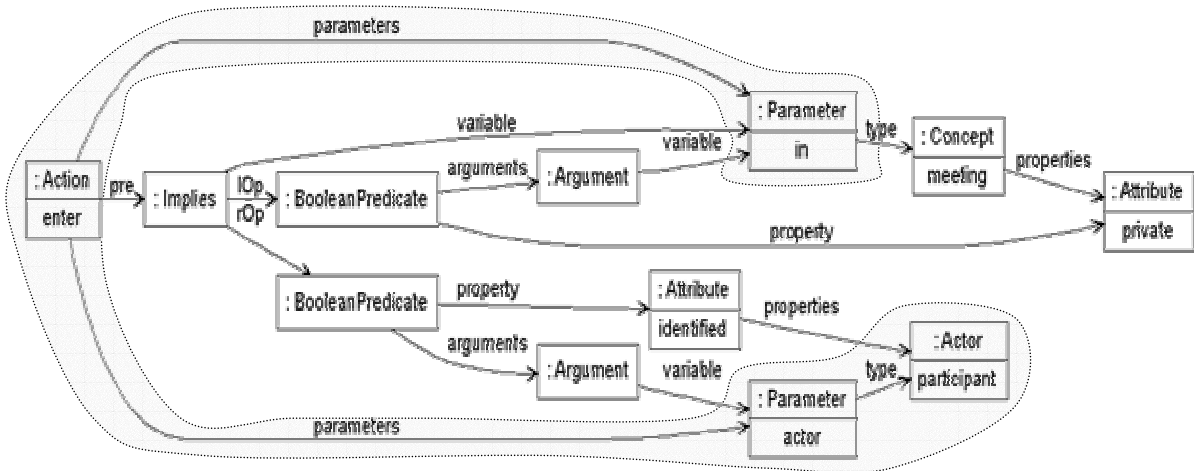 parameters
: Parameter
in
variable
variable
type
: Concept
meeting
properties
: Attribute
private
arguments
: Argument
: Action
enter
pre
: Implies
lOp
rOp
: BooleanPredicate
property
: BooleanPredicate
property
: Attribute
identified
properties
: Actor
participant
arguments
: Argument
variable
type
: Parameter
actor
parameters